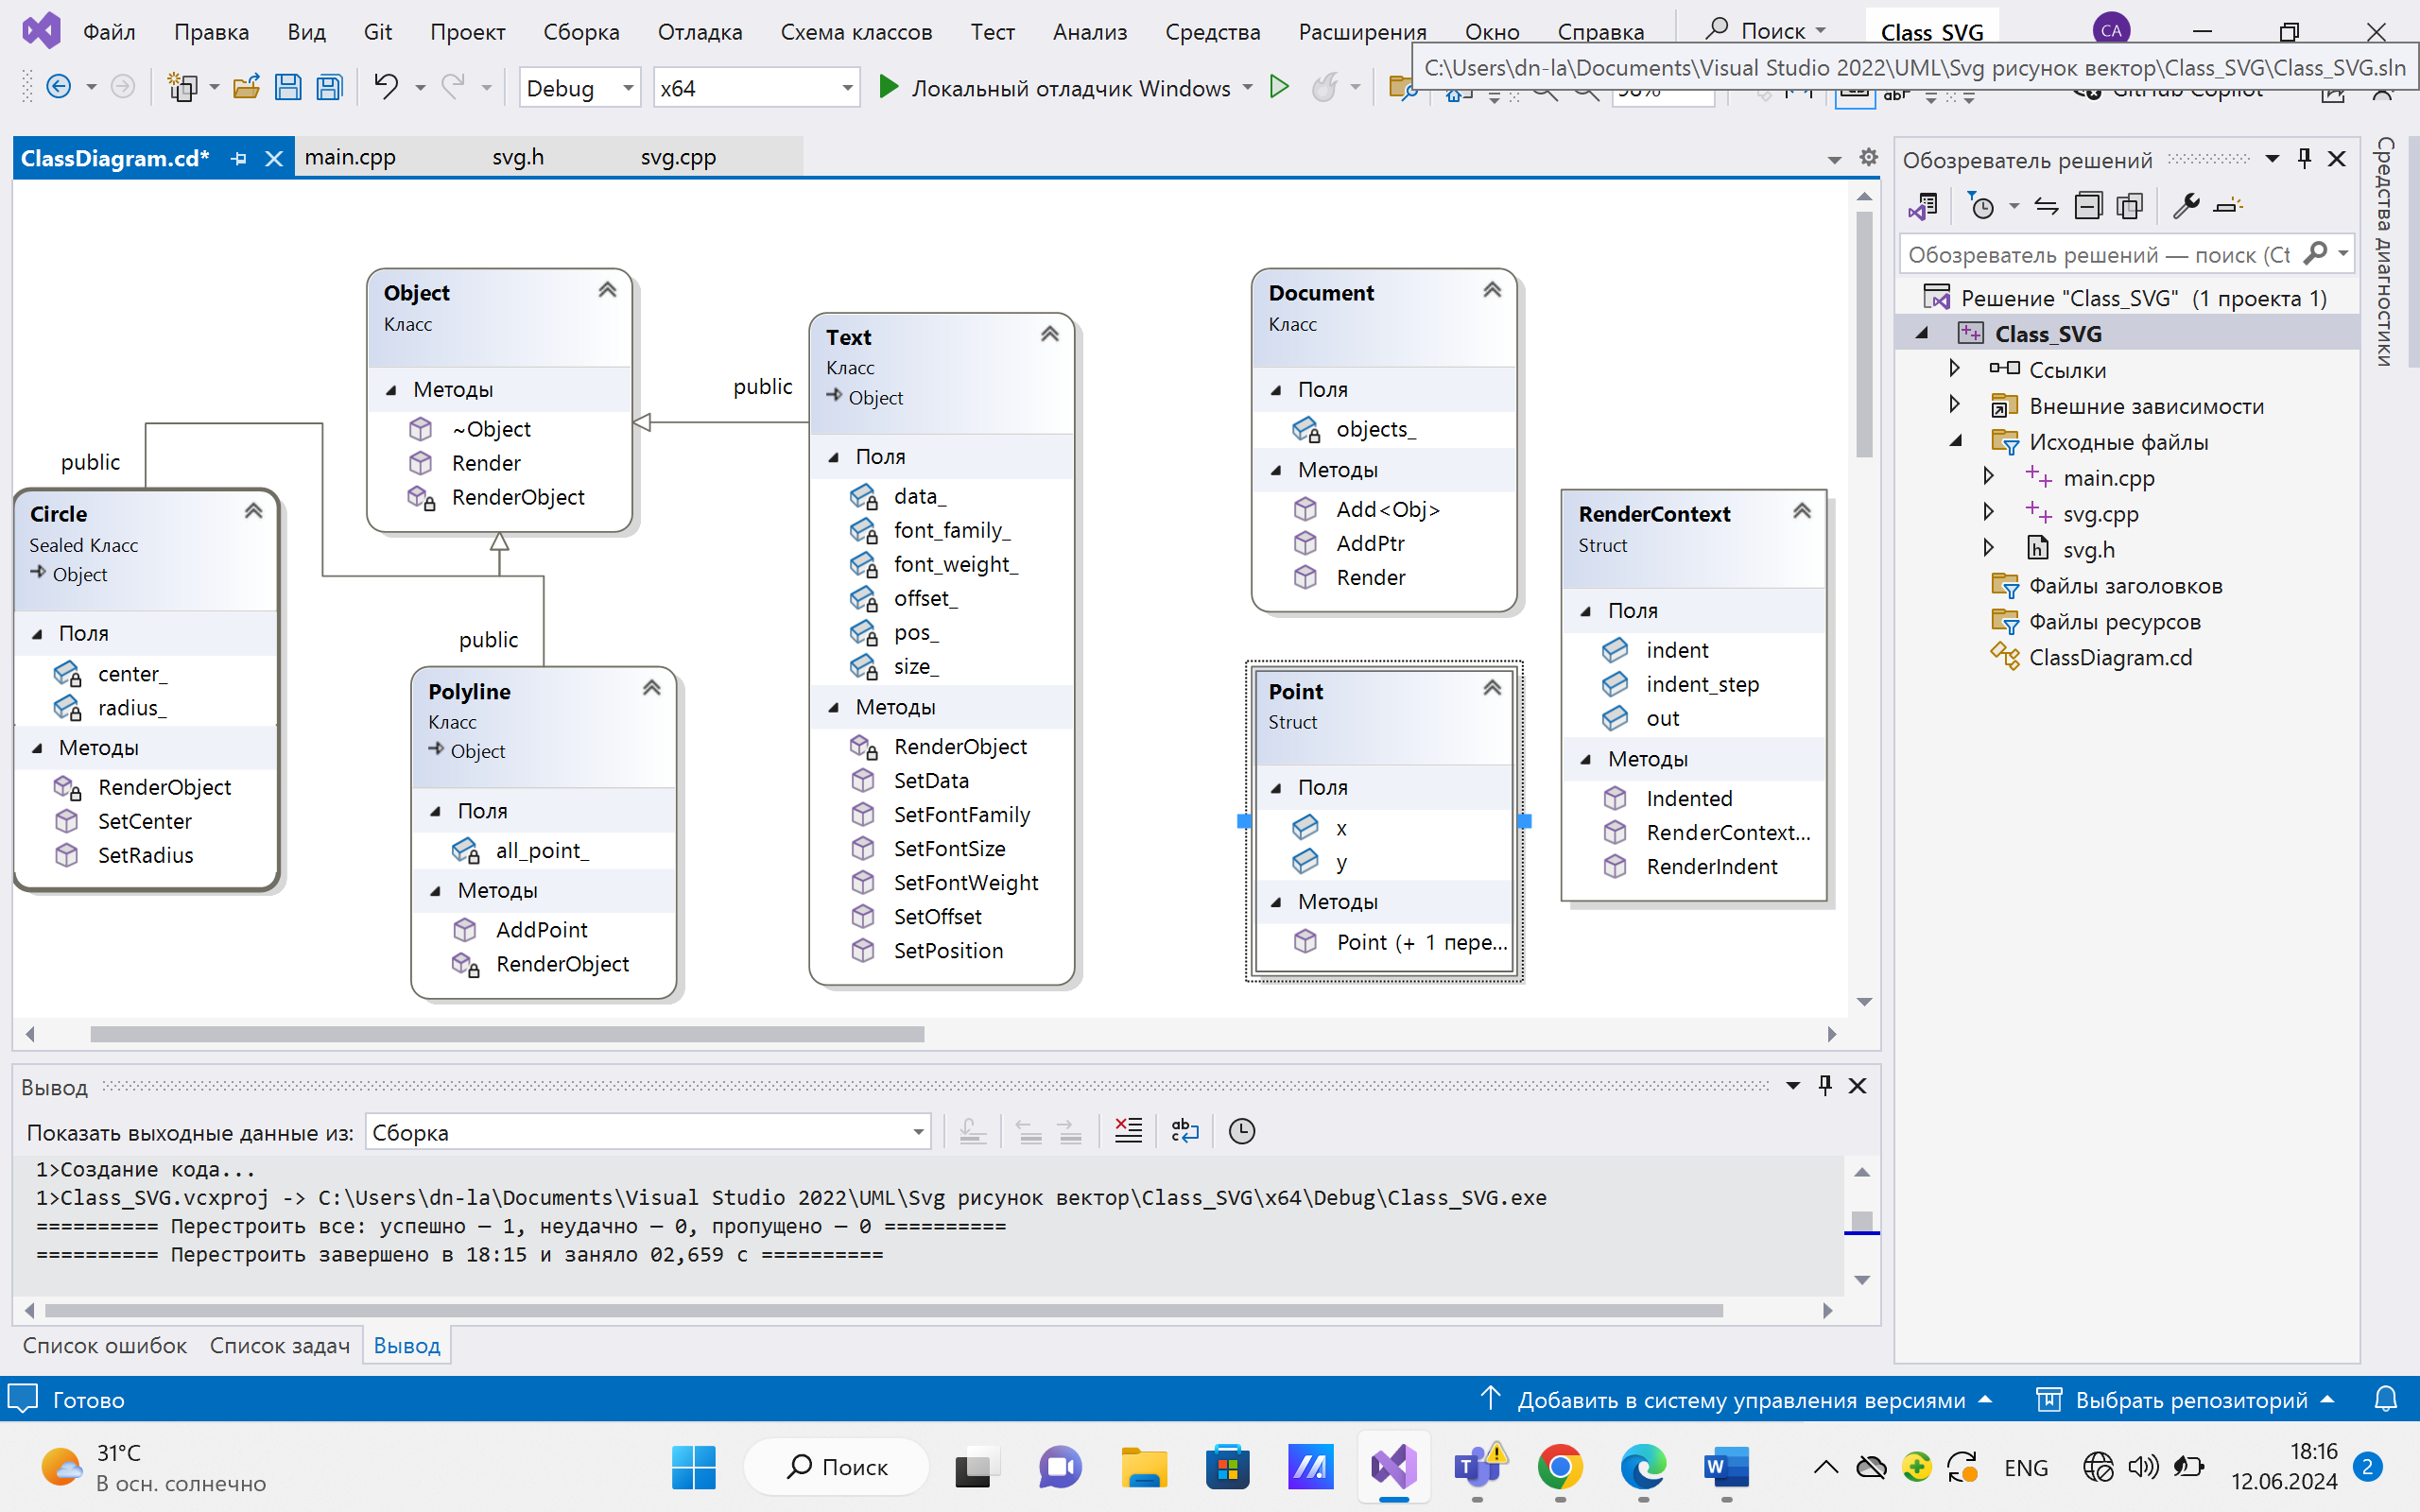 Файл Правка Вид Git Проект Сборка Отладка Схема классов Тест Анализ Средства Расширения Окно Справка Поиск Class_SVG CA
C:\Users\dn-la\Documents\Visual Studio 2022\UML\Svg рисунок вектор\Class_SVG\Class_SVG.sln
Debug x64 Локальный отладчик Windows
GitHub Copilot
ClassDiagram.cd* main.cpp svg.h svg.cpp
Object
Класс
Методы
~Object
Render
RenderObject
public
public
public
Circle
Sealed Класс
Object
Поля
center_
radius_
Методы
RenderObject
SetCenter
SetRadius
Polyline
Класс
Object
Поля
all_point_
Методы
AddPoint
RenderObject
Text
Класс
Object
Поля
data_
font_family_
font_weight_
offset_
pos_
size_
Методы
RenderObject
SetData
SetFontFamily
SetFontSize
SetFontWeight
SetOffset
SetPosition
Document
Класс
Поля
objects_
Методы
Add<Obj>
AddPtr
Render
Point
Struct
Поля
x
y
Методы
Point (+ 1 пере...
RenderContext
Struct
Поля
indent
indent_step
out
Методы
Indented
RenderContext...
RenderIndent
Обозреватель решений
Обозреватель решений — поиск (Ct
Решение "Class_SVG" (1 проекта 1)
Class_SVG
Ссылки
Внешние зависимости
Исходные файлы
main.cpp
svg.cpp
svg.h
Файлы заголовков
Файлы ресурсов
ClassDiagram.cd
Средства диагностики
Вывод
Показать выходные данные из: Сборка
1>Создание кода...
1>Class_SVG.vcxproj -> C:\Users\dn-la\Documents\Visual Studio 2022\UML\Svg рисунок вектор\Class_SVG\x64\Debug\Class_SVG.exe
========== Перестроить все: успешно — 1, неудачно — 0, пропущено — 0 ==========
========== Перестроить завершено в 18:15 и заняло 02,659 с ==========
Список ошибок Список задач Вывод
Готово Добавить в систему управления версиями Выбрать репозиторий
31°C
В осн. солнечно
Поиск
ENG
18:16
12.06.2024
2